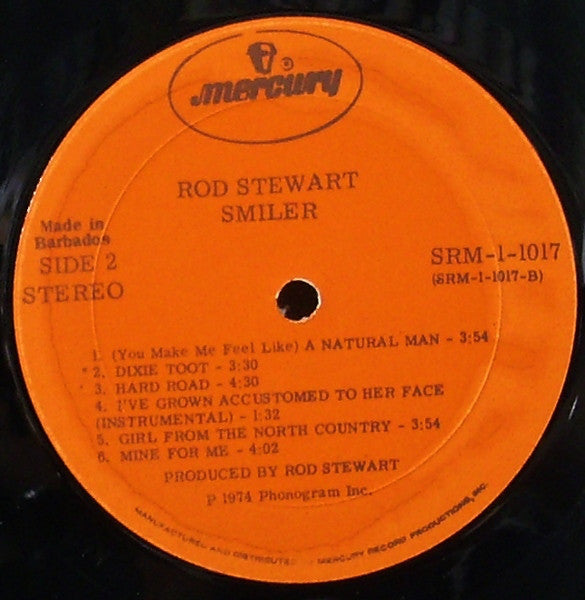 ® mercury
ROD STEWART
SMILER
Made in
Barbados
SIDE 2
STEREO
SRM-1-1017
(SRM-1-1017-B)
1. (You Make Me Feel Like) A NATURAL MAN - 3:54
* 2. DIXIE TOOT - 3:30
3. HARD ROAD - 4:30
4. I'VE GROWN ACCUSTOMED TO HER FACE
(INSTRUMENTAL) - 1:32
5. GIRL FROM THE NORTH COUNTRY - 3:54
6. MINE FOR ME - 4:02
PRODUCED BY ROD STEWART
P 1974 Phonogram Inc.
MANUFACTURED AND DISTRIBUTED MERCURY RECORD PRODUCTIONS, INC.